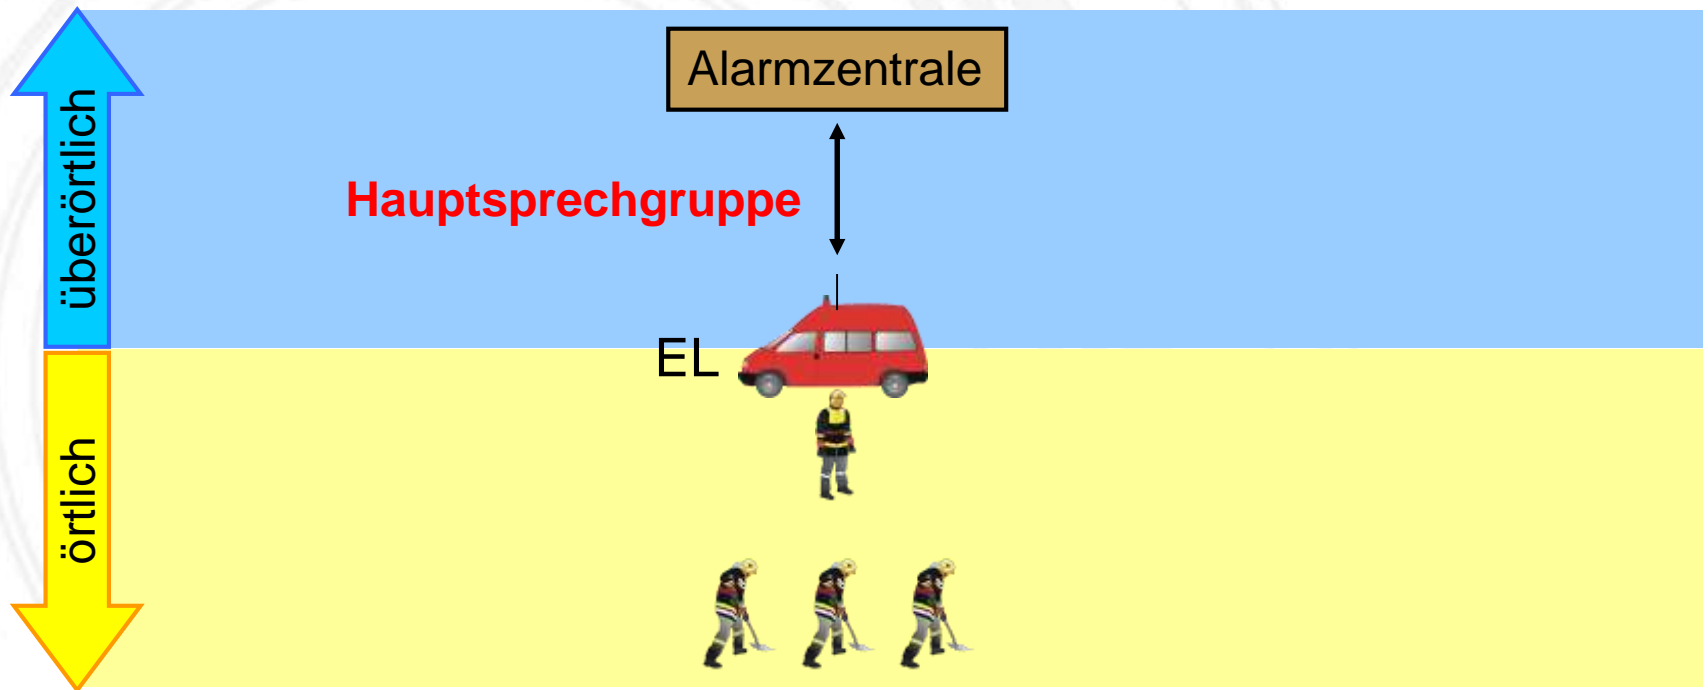 Alarmzentrale
überörtlich
Hauptsprechgruppe
EL
örtlich